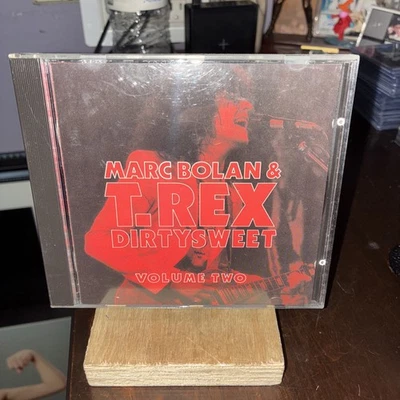 MARC BOLAN &
T.REX
DIRTYSWEET
VOLUME TWO